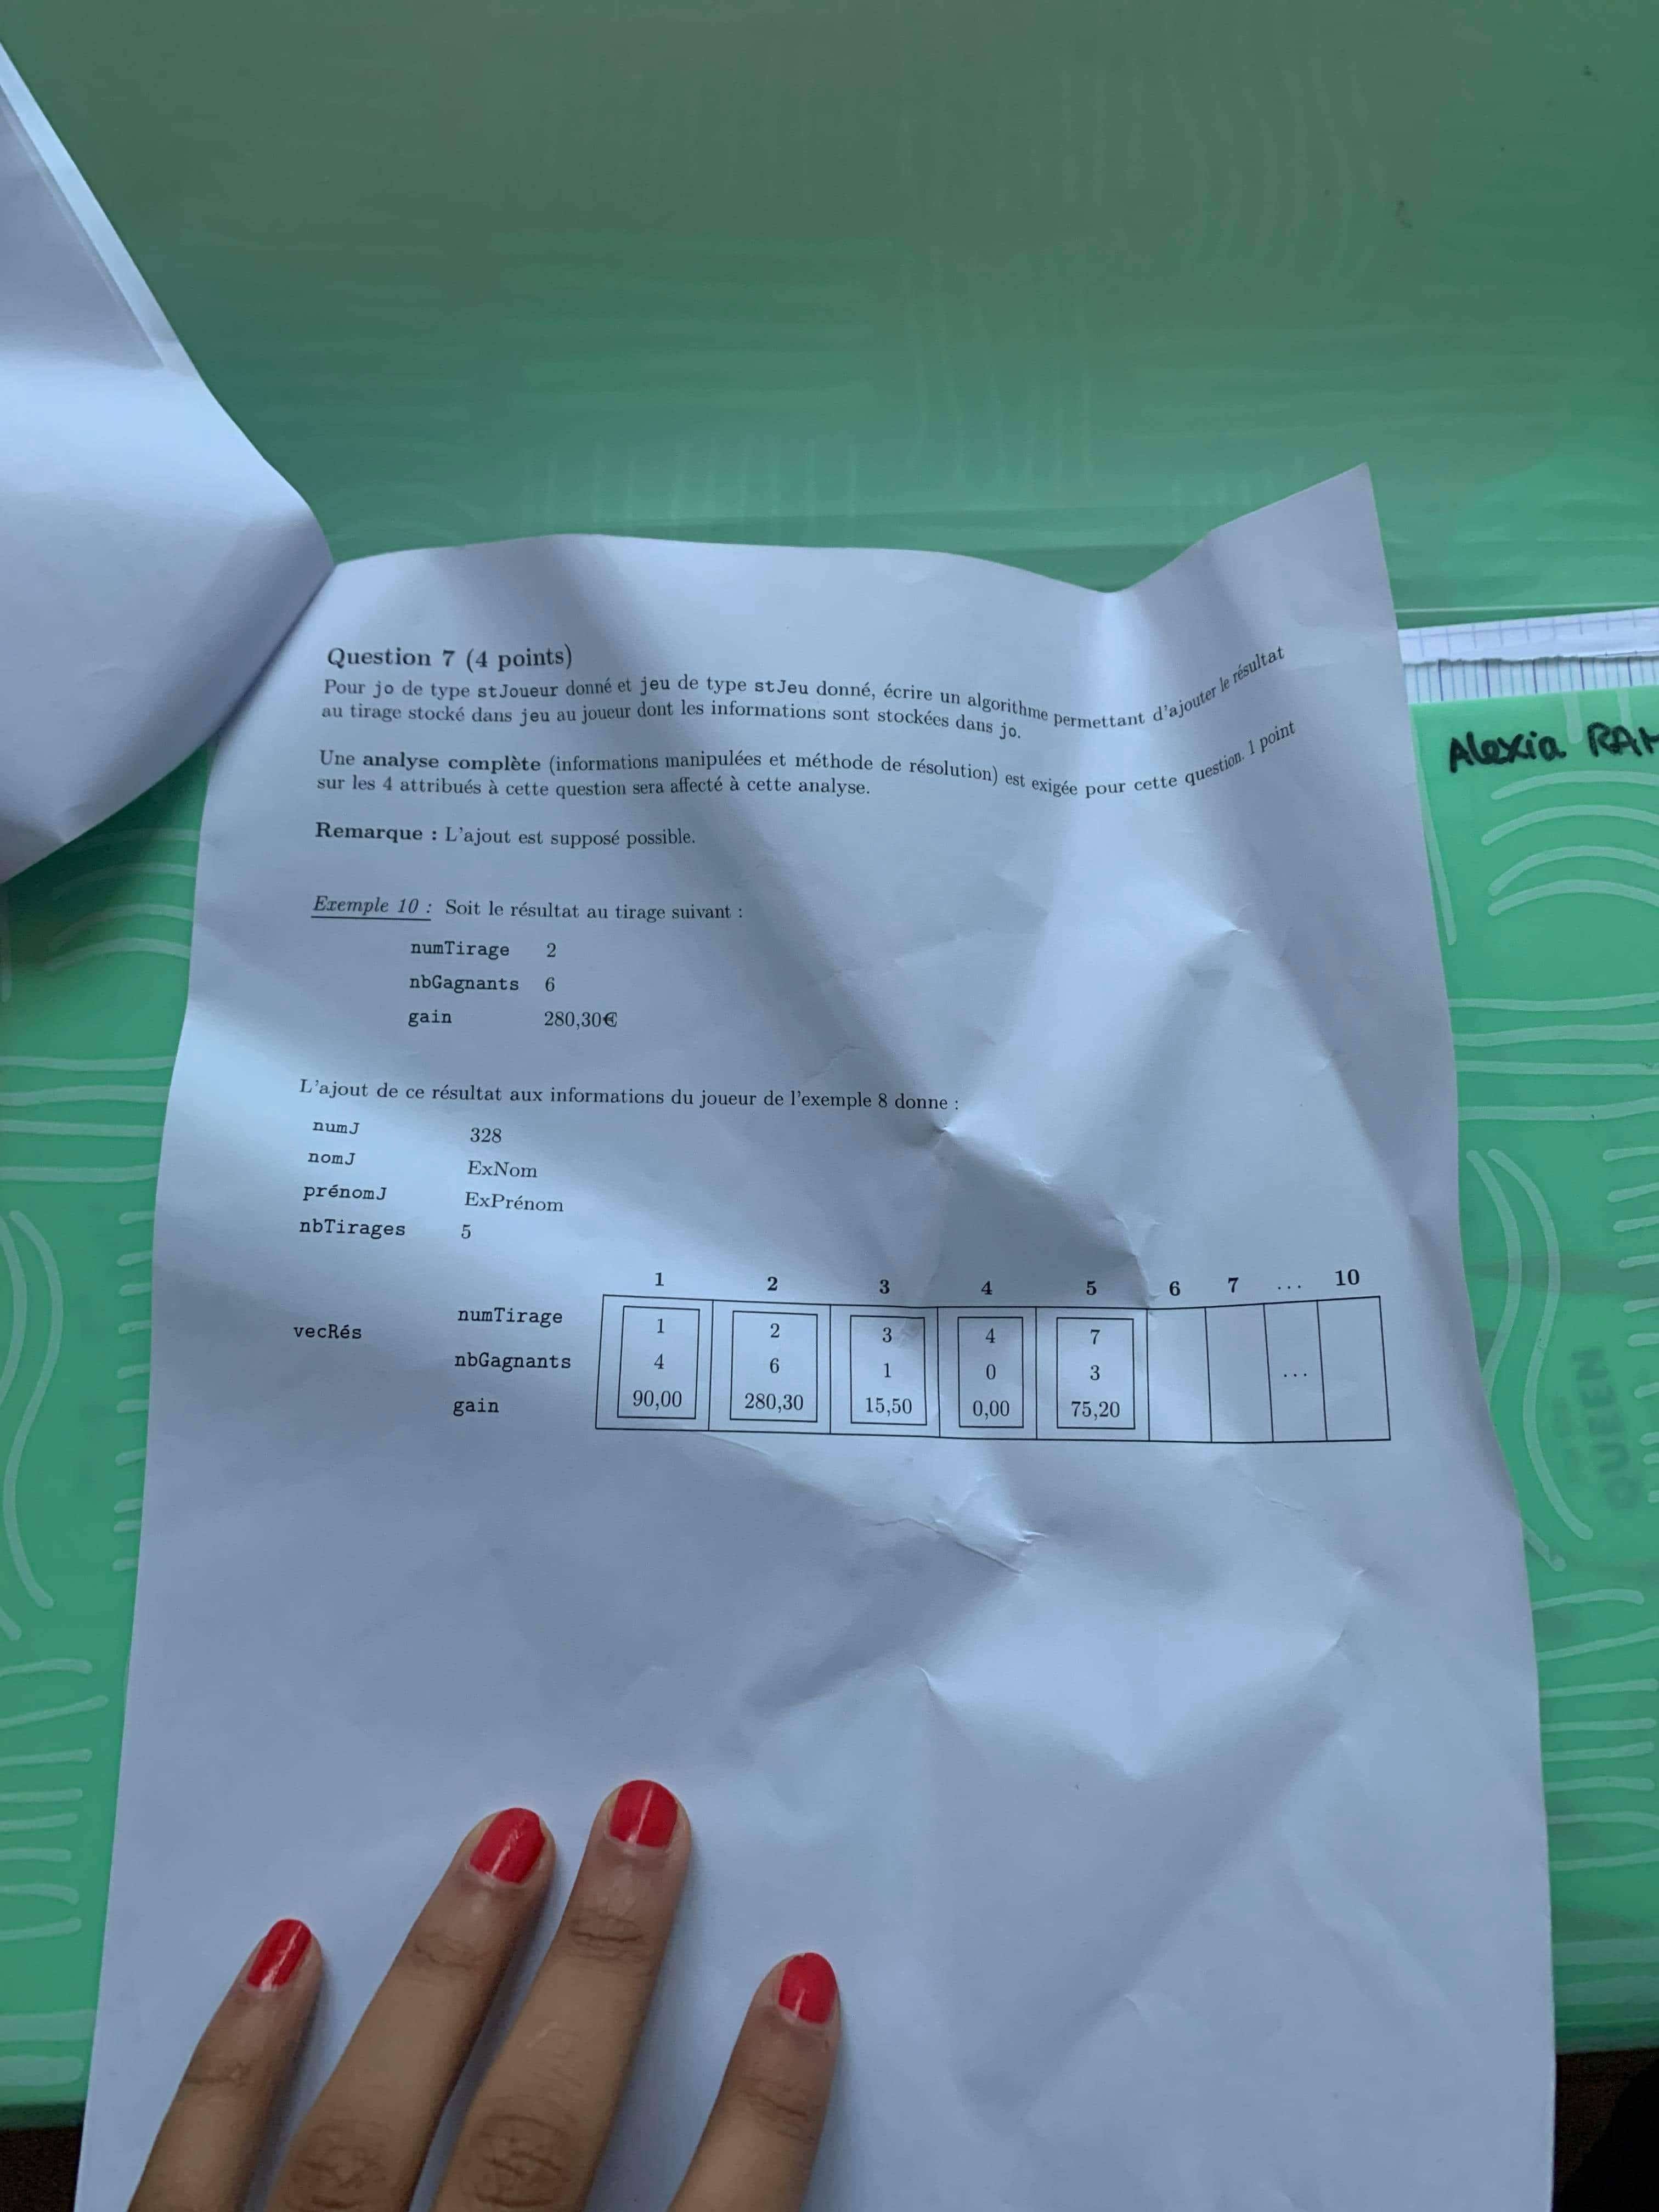 Question 7 (4 points)
Pour jo de type stJoueur donné et jeu de type stJeu donné, écrire un algorithme permettant d'ajouter le résultat
au tirage stocké dans jeu au joueur dont les informations sont stockées dans jo.
Une analyse complète (informations manipulées et méthode de résolution) est exigée pour cette question. 1 point
sur les 4 attribués à cette question sera affecté à cette analyse.
Remarque : L'ajout est supposé possible.
Exemple 10 : Soit le résultat au tirage suivant :
numTirage 2
nbGagnants 6
gain 280,30€
L'ajout de ce résultat aux informations du joueur de l'exemple 8 donne :
numJ 328
nomJ ExNom
prénomJ ExPrénom
nbTirages 5
1 2 3 4 5 6 7 ... 10
vecRés
numTirage 1 2 3 4 7
nbGagnants 4 6 1 0 3 ...
gain 90,00 280,30 15,50 0,00 75,20
Alexia
QUEEN